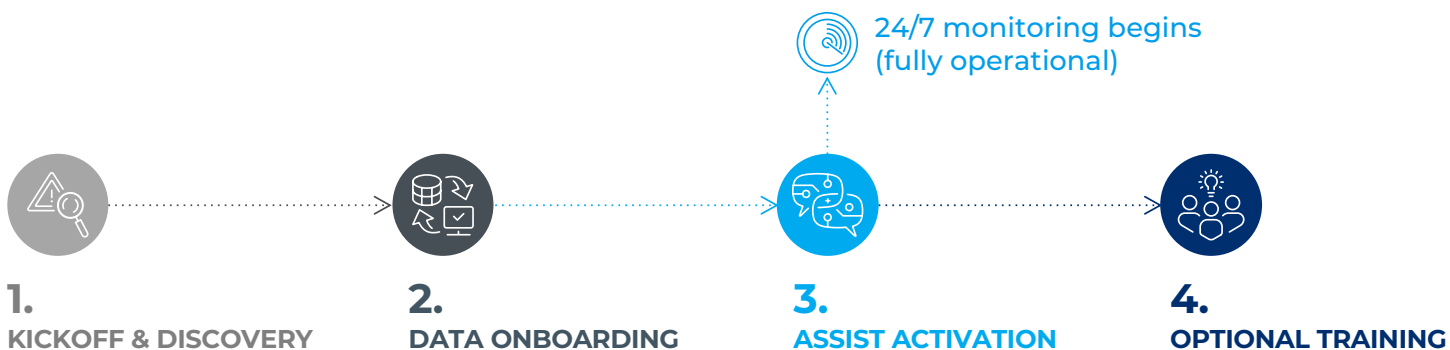 24/7 monitoring begins
(fully operational)
1.
KICKOFF & DISCOVERY
2.
DATA ONBOARDING
3.
ASSIST ACTIVATION
4.
OPTIONAL TRAINING